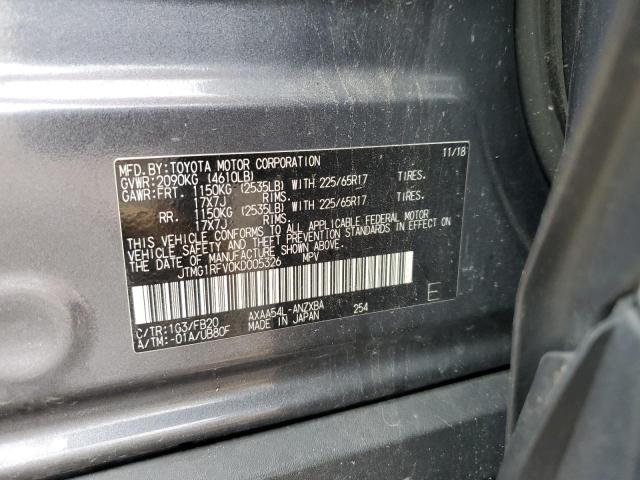 MFD.BY:TOYOTA MOTOR CORPORATION 11/18
GVWR:2090KG (4610LB)
GAWR:FRT. 1150KG (2535LB) WITH 225/65R17 TIRES.
17X7J RIMS.
RR. 1150KG (2535LB) WITH 225/65R17 TIRES.
17X7J RIMS.
THIS VEHICLE CONFORMS TO ALL APPLICABLE FEDERAL MOTOR
VEHICLE SAFETY AND THEFT PREVENTION STANDARDS IN EFFECT ON
THE DATE OF MANUFACTURE SHOWN ABOVE.
JTMG1RFV0KD005326 MPV
C/TR:1G3/FB20 AXAA54L-ANZXBA 254 E
A/TM:-01A/UB80F MADE IN JAPAN